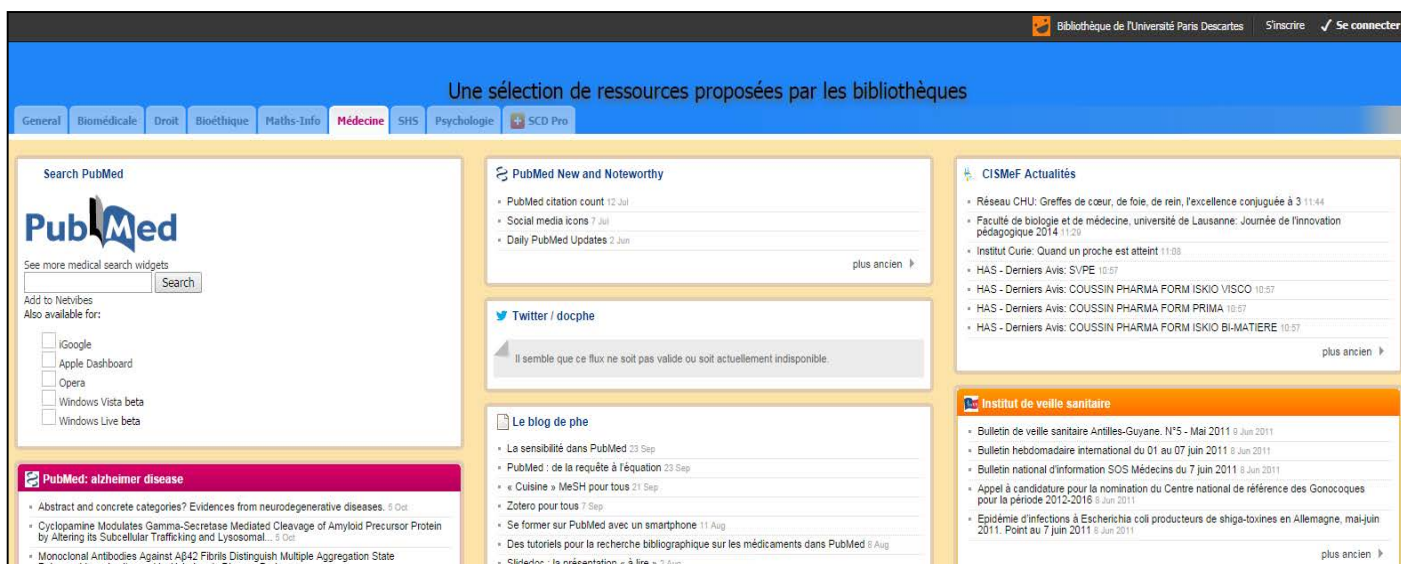 Bibliothèque de l'Université Paris Descartes S'inscrire ✓ Se connecter
Une sélection de ressources proposées par les bibliothèques
General Biomédicale Droit Bioéthique Maths-Info Médecine SHS Psychologie SCD Pro
Search PubMed
PubMed
See more medical search widgets
Search
Add to Netvibes
Also available for:
iGoogle
Apple Dashboard
Opera
Windows Vista beta
Windows Live beta
PubMed: alzheimer disease
Abstract and concrete categories? Evidences from neurodegenerative diseases. 5 Oct
Cyclopamine Modulates Gamma-Secretase Mediated Cleavage of Amyloid Precursor Protein
by Altering its Subcellular Trafficking and Lysosomal... 5 Oct
Monoclonal Antibodies Against Aβ42 Fibrils Distinguish Multiple Aggregation State
PubMed New and Noteworthy
PubMed citation count 12 Jul
Social media icons 7 Jul
Daily PubMed Updates 2 Jun
plus ancien
Twitter / docphe
Il semble que ce flux ne soit pas valide ou soit actuellement indisponible.
Le blog de phe
La sensibilité dans PubMed 23 Sep
PubMed : de la requête à l'équation 23 Sep
« Cuisine » MeSH pour tous 21 Sep
Zotero pour tous 7 Sep
Se former sur PubMed avec un smartphone 11 Aug
Des tutoriels pour la recherche bibliographique sur les médicaments dans PubMed 8 Aug
Slidedoc : la présentation « à lire » 2 Aug
CISMeF Actualités
Réseau CHU: Greffes de cœur, de foie, de rein, l'excellence conjuguée à 3 11:44
Faculté de biologie et de médecine, université de Lausanne: Journée de l'innovation
pédagogique 2014 11:29
Institut Curie: Quand un proche est atteint 11:08
HAS - Derniers Avis: SVPE 10:57
HAS - Derniers Avis: COUSSIN PHARMA FORM ISKIO VISCO 10:57
HAS - Derniers Avis: COUSSIN PHARMA FORM PRIMA 10:57
HAS - Derniers Avis: COUSSIN PHARMA FORM ISKIO BI-MATIERE 10:57
plus ancien
Institut de veille sanitaire
Bulletin de veille sanitaire Antilles-Guyane. N°5 - Mai 2011 9 Jun 2011
Bulletin hebdomadaire international du 01 au 07 juin 2011 8 Jun 2011
Bulletin national d'information SOS Médecins du 7 juin 2011 8 Jun 2011
Appel à candidature pour la nomination du Centre national de référence des Gonocoques
pour la période 2012-2016 8 Jun 2011
Epidémie d'infections à Escherichia coli producteurs de shiga-toxines en Allemagne, mai-juin
2011. Point au 7 juin 2011 8 Jun 2011
plus ancien